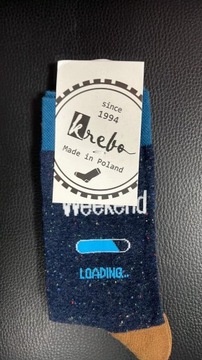 since
1994
krebo
Made in Poland
Weekend
LOADING...